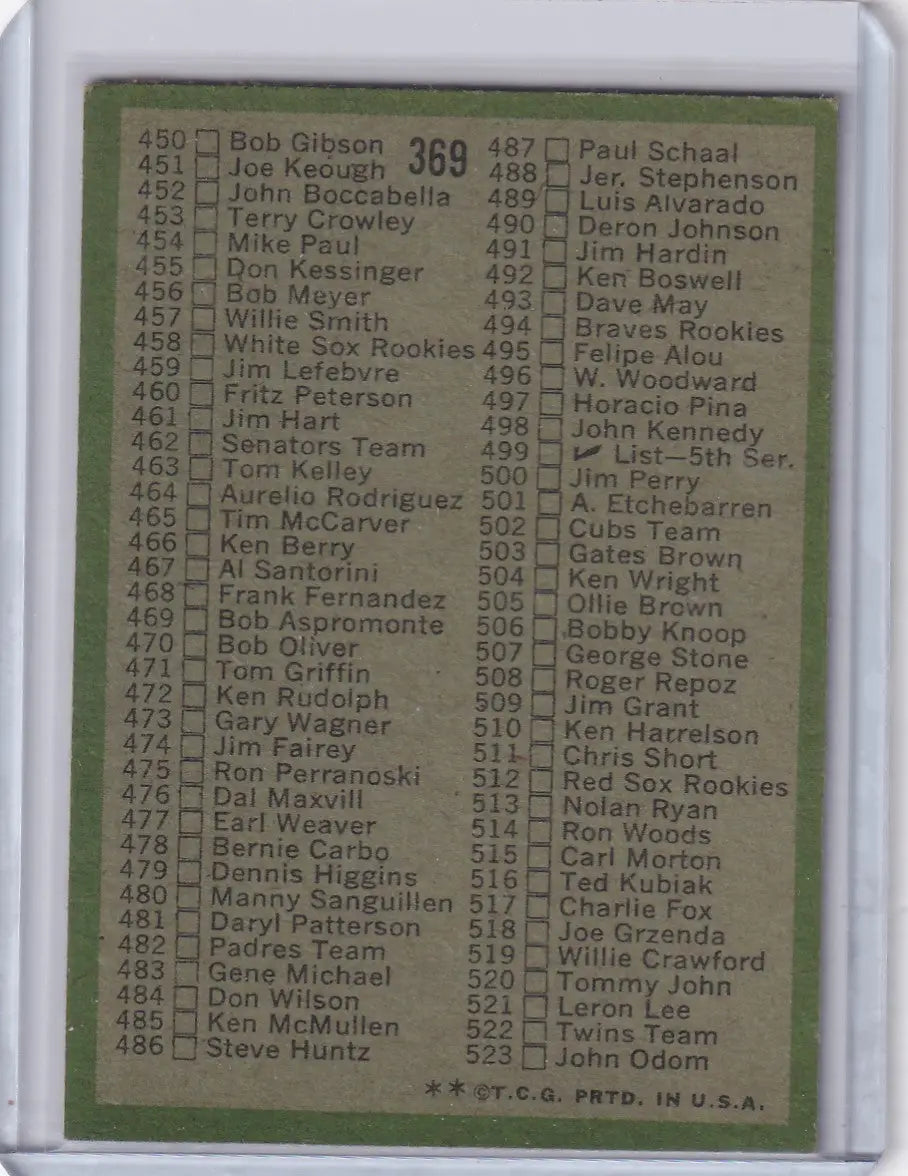 369
450 Bob Gibson
451 Joe Keough
452 John Boccabella
453 Terry Crowley
454 Mike Paul
455 Don Kessinger
456 Bob Meyer
457 Willie Smith
458 White Sox Rookies
459 Jim Lefebvre
460 Fritz Peterson
461 Jim Hart
462 Senators Team
463 Tom Kelley
464 Aurelio Rodriguez
465 Tim McCarver
466 Ken Berry
467 Al Santorini
468 Frank Fernandez
469 Bob Aspromonte
470 Bob Oliver
471 Tom Griffin
472 Ken Rudolph
473 Gary Wagner
474 Jim Fairey
475 Ron Perranoski
476 Dal Maxvill
477 Earl Weaver
478 Bernie Carbo
479 Dennis Higgins
480 Manny Sanguillen
481 Daryl Patterson
482 Padres Team
483 Gene Michael
484 Don Wilson
485 Ken McMullen
486 Steve Huntz
487 Paul Schaal
488 Jer. Stephenson
489 Luis Alvarado
490 Deron Johnson
491 Jim Hardin
492 Ken Boswell
493 Dave May
494 Braves Rookies
495 Felipe Alou
496 W. Woodward
497 Horacio Pina
498 John Kennedy
499 ✔ List—5th Ser.
500 Jim Perry
501 A. Etchebarren
502 Cubs Team
503 Gates Brown
504 Ken Wright
505 Ollie Brown
506 Bobby Knoop
507 George Stone
508 Roger Repoz
509 Jim Grant
510 Ken Harrelson
511 Chris Short
512 Red Sox Rookies
513 Nolan Ryan
514 Ron Woods
515 Carl Morton
516 Ted Kubiak
517 Charlie Fox
518 Joe Grzenda
519 Willie Crawford
520 Tommy John
521 Leron Lee
522 Twins Team
523 John Odom
** ©T.C.G. PRTD. IN U.S.A.